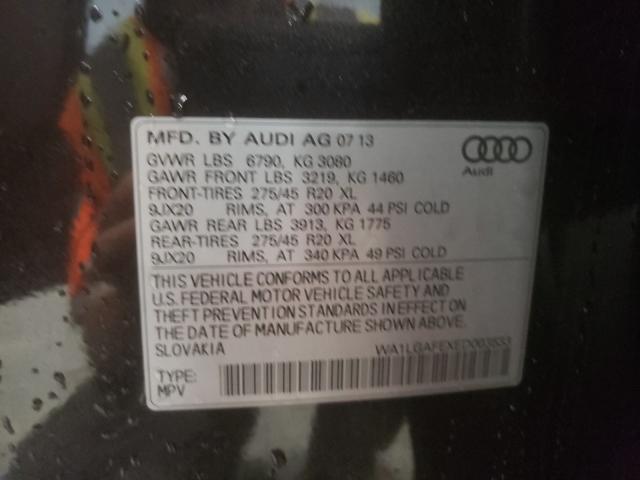 MFD. BY AUDI AG 07 13
GVWR LBS 6790, KG 3080
GAWR FRONT LBS 3219, KG 1460
FRONT-TIRES 275/45 R20 XL
9JX20 RIMS, AT 300 KPA 44 PSI COLD
GAWR REAR LBS 3913, KG 1775
REAR-TIRES 275/45 R20 XL
9JX20 RIMS, AT 340 KPA 49 PSI COLD
Audi
THIS VEHICLE CONFORMS TO ALL APPLICABLE
U.S. FEDERAL MOTOR VEHICLE SAFETY AND
THEFT PREVENTION STANDARDS IN EFFECT ON
THE DATE OF MANUFACTURE SHOWN ABOVE.
SLOVAKIA
TYPE:
MPV